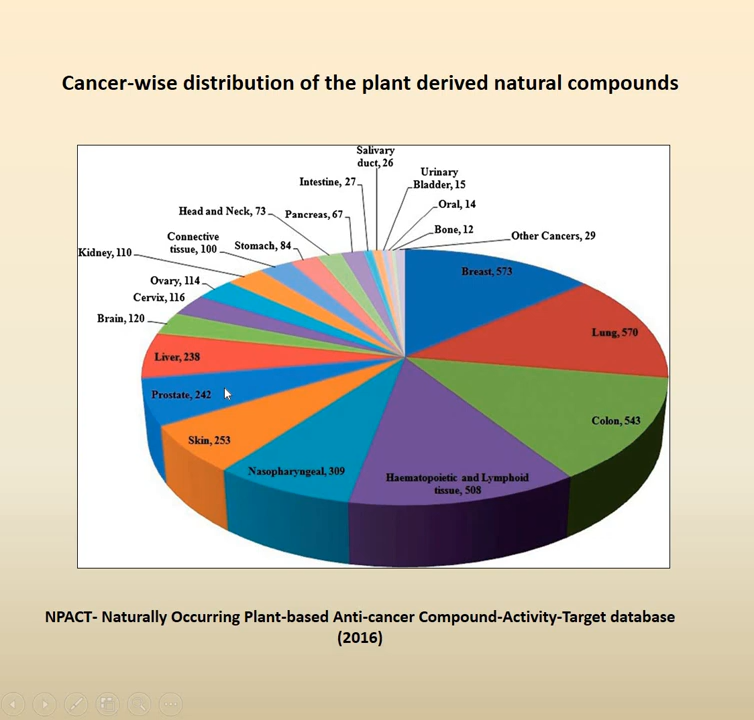 Cancer-wise distribution of the plant derived natural compounds
Salivary
duct, 26
Urinary
Bladder, 15
Intestine, 27
Oral, 14
Head and Neck, 73
Pancreas, 67
Bone, 12
Other Cancers, 29
Connective
tissue, 100
Stomach, 84
Kidney, 110
Breast, 573
Ovary, 114
Cervix, 116
Brain, 120
Lung, 570
Liver, 238
Prostate, 242
Colon, 543
Skin, 253
Nasopharyngeal, 309
Haematopoietic and Lymphoid
tissue, 508
NPACT- Naturally Occurring Plant-based Anti-cancer Compound-Activity-Target database
(2016)